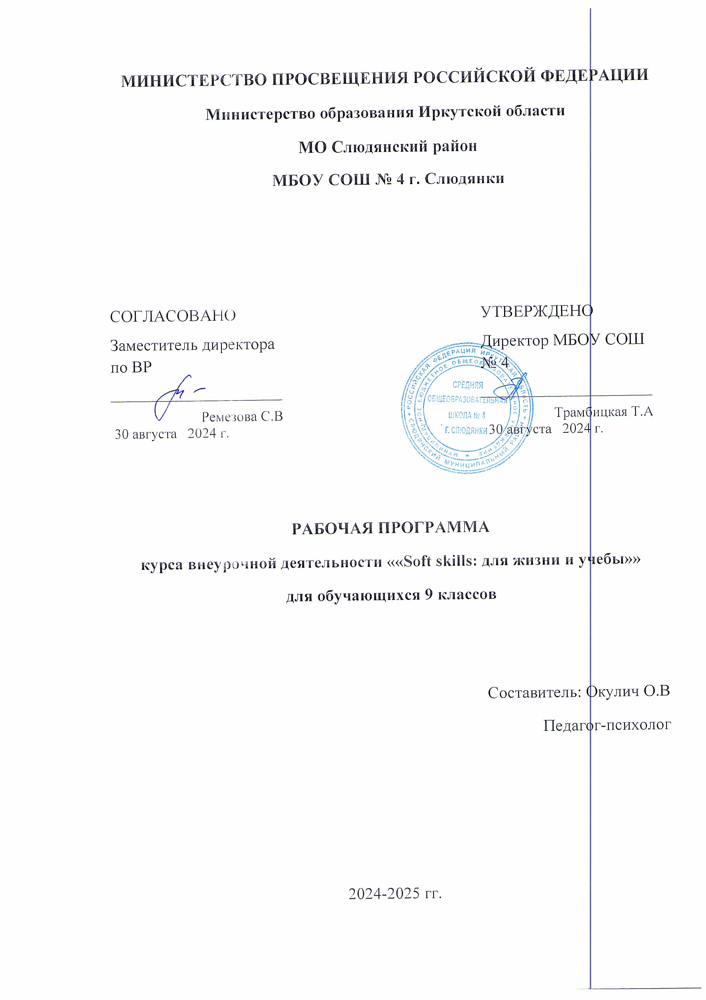 МИНИСТЕРСТВО ПРОСВЕЩЕНИЯ РОССИЙСКОЙ ФЕДЕРАЦИИ
Министерство образования Иркутской области
МО Слюдянский район
МБОУ СОШ № 4 г. Слюдянки
СОГЛАСОВАНО
Заместитель директора
по ВР
Ремезова С.В
30 августа 2024 г.
УТВЕРЖДЕНО
Директор МБОУ СОШ
№ 4
Трамбицкая Т.А
30 августа 2024 г.
РОССИЙСКАЯ ФЕДЕРАЦИЯ ИРКУТСКАЯ ОБЛАСТЬ *
СЛЮДЯНСКИЙ МУНИЦИПАЛЬНЫЙ РАЙОН *
МУНИЦИПАЛЬНОЕ БЮДЖЕТНОЕ ОБЩЕОБРАЗОВАТЕЛЬНОЕ УЧРЕЖДЕНИЕ *
СРЕДНЯЯ
ОБЩЕОБРАЗОВАТЕЛЬНАЯ
ШКОЛА № 4
Г. СЛЮДЯНКИ
РАБОЧАЯ ПРОГРАММА
курса внеурочной деятельности ««Soft skills: для жизни и учебы»»
для обучающихся 9 классов
Составитель: Окулич О.В
Педагог-психолог
2024-2025 гг.